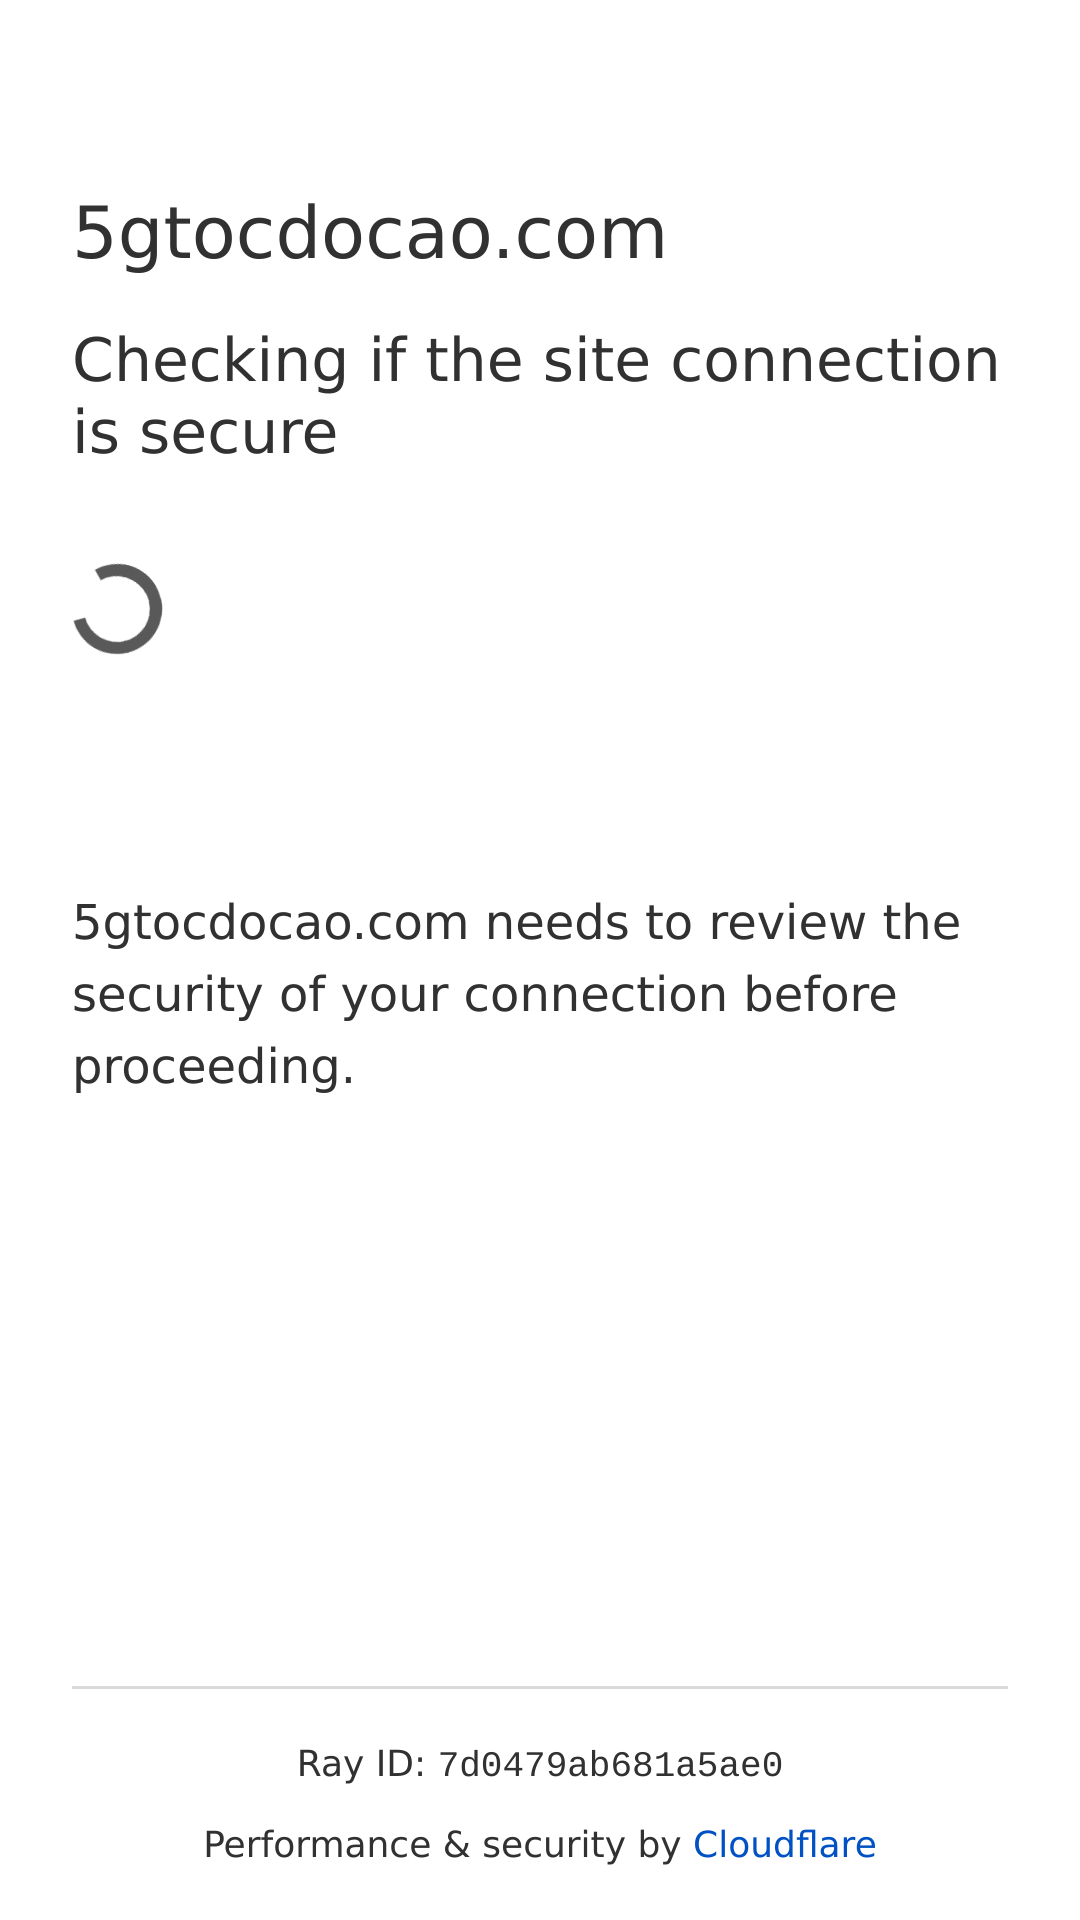 5gtocdocao.com
Checking if the site connection
is secure
5gtocdocao.com needs to review the
security of your connection before
proceeding.
Ray ID: 7d0479ab681a5ae0
Performance & security by Cloudflare